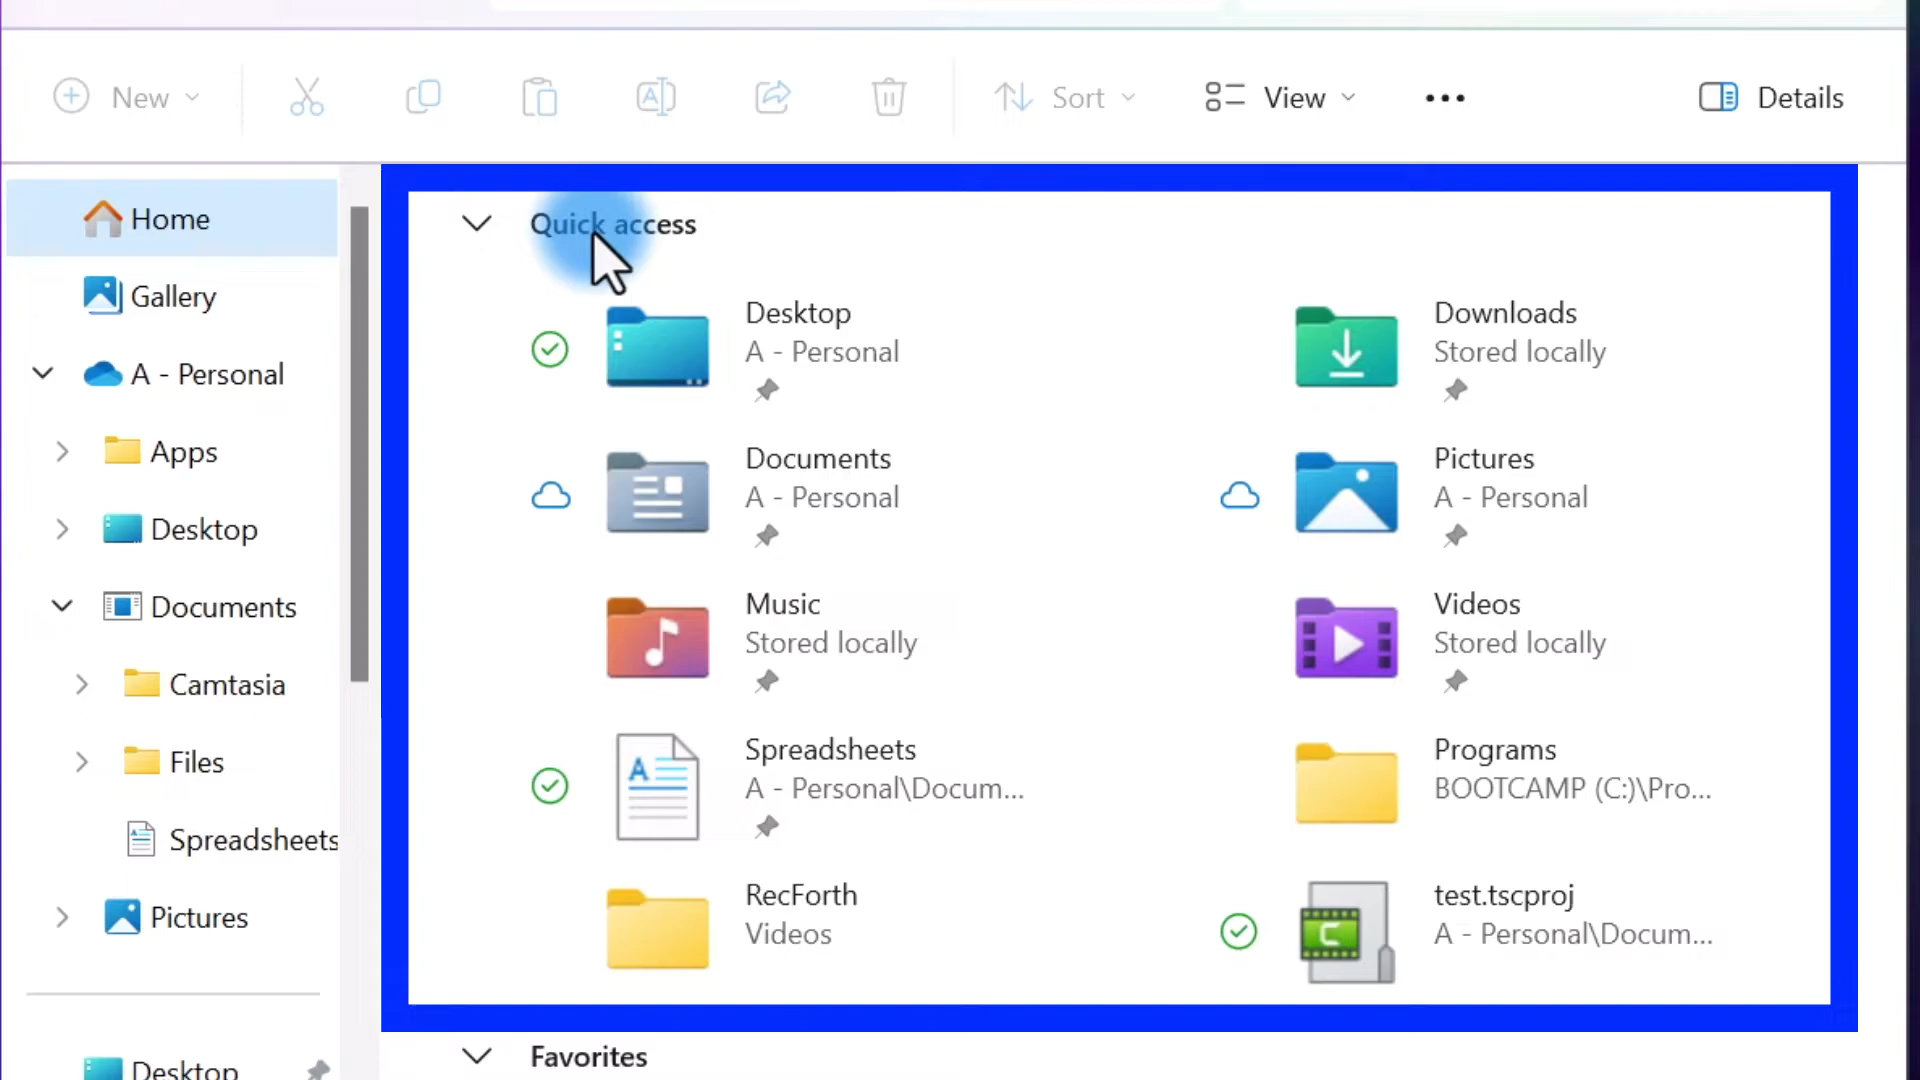 New
Sort
View
Details
Home
Gallery
A - Personal
Apps
Desktop
Documents
Camtasia
Files
Spreadsheets
Pictures
Desktop
Quick access
Desktop
A - Personal
Downloads
Stored locally
Documents
A - Personal
Pictures
A - Personal
Music
Stored locally
Videos
Stored locally
Spreadsheets
A - Personal\Docum...
Programs
BOOTCAMP (C:)\Pro...
RecForth
Videos
test.tscproj
A - Personal\Docum...
Favorites